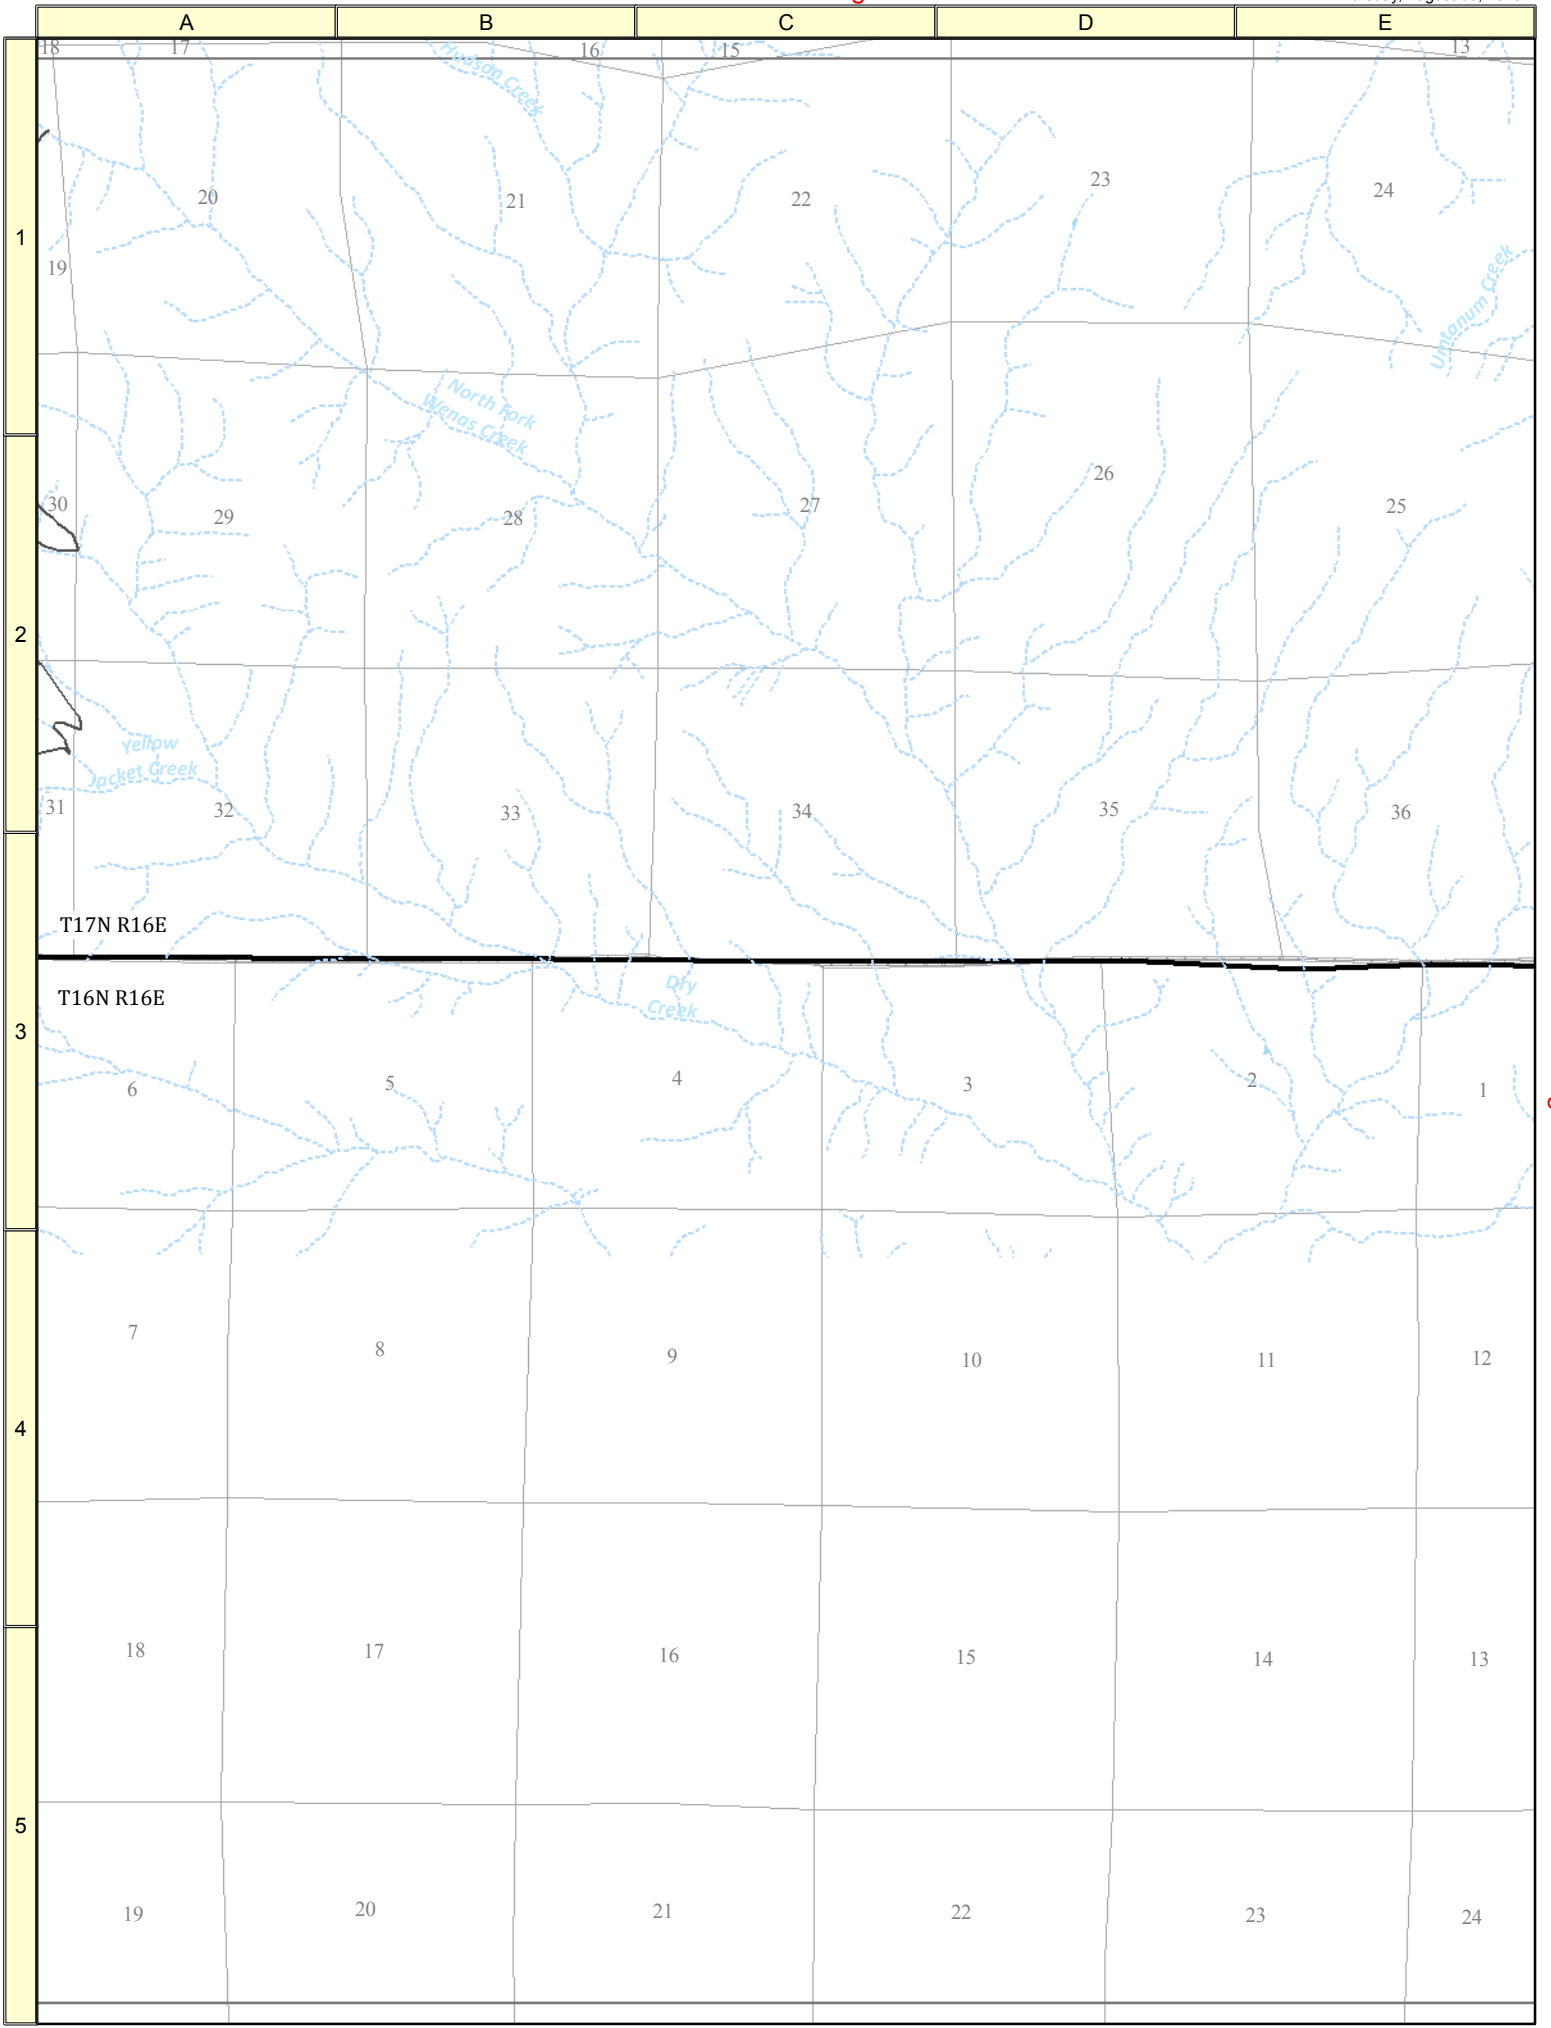 A B C D E
18 17 16 15 13
Hudson Creek
1
20 21 22 23 24
19
Umtanum Creek
North Fork
Wenas Creek
30 29 28 27 26 25
2
Yellow
Jacket Creek
31 32 33 34 35 36
T17N R16E
T16N R16E
Dry
Creek
3
6 5 4 3 2 1
7 8 9 10 11 12
4
18 17 16 15 14 13
5
19 20 21 22 23 24